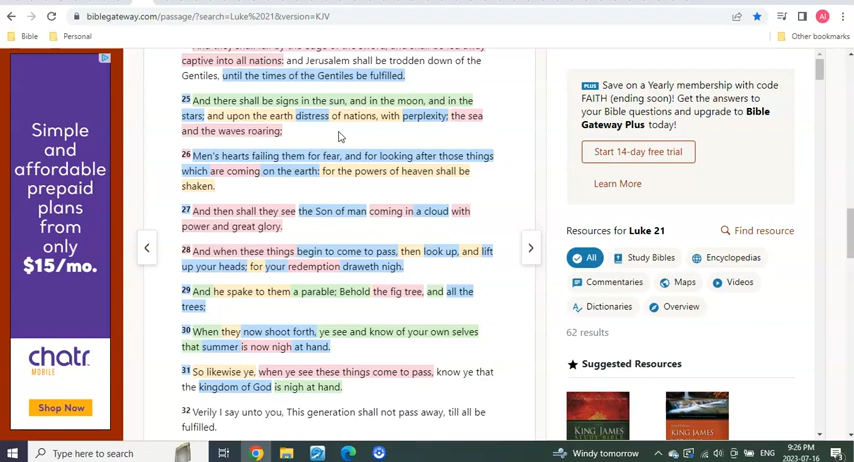 biblegateway.com/passage/?search=Luke%2021&version=KJV
Bible
Personal
Other bookmarks
Simple
and
affordable
prepaid
plans
from
only
$15/mo.
chatr
MOBILE
Shop Now
captive into all nations: and Jerusalem shall be trodden down of the
Gentiles, until the times of the Gentiles be fulfilled.
25 And there shall be signs in the sun, and in the moon, and in the
stars; and upon the earth distress of nations, with perplexity; the sea
and the waves roaring;
26 Men's hearts failing them for fear, and for looking after those things
which are coming on the earth: for the powers of heaven shall be
shaken.
27 And then shall they see the Son of man coming in a cloud with
power and great glory.
28 And when these things begin to come to pass, then look up, and lift
up your heads; for your redemption draweth nigh.
29 And he spake to them a parable; Behold the fig tree, and all the
trees;
30 When they now shoot forth, ye see and know of your own selves
that summer is now nigh at hand.
31 So likewise ye, when ye see these things come to pass, know ye that
the kingdom of God is nigh at hand.
32 Verily I say unto you, This generation shall not pass away, till all be
fulfilled.
PLUS Save on a Yearly membership with code
FAITH (ending soon)! Get the answers to
your Bible questions and upgrade to Bible
Gateway Plus today!
Start 14-day free trial
Learn More
Resources for Luke 21
Find resource
All
Study Bibles
Encyclopedias
Commentaries
Maps
Videos
Dictionaries
Overview
62 results
Suggested Resources
KING JAMES
KING JAMES
Type here to search
Windy tomorrow
ENG
9:26 PM
2023-07-16